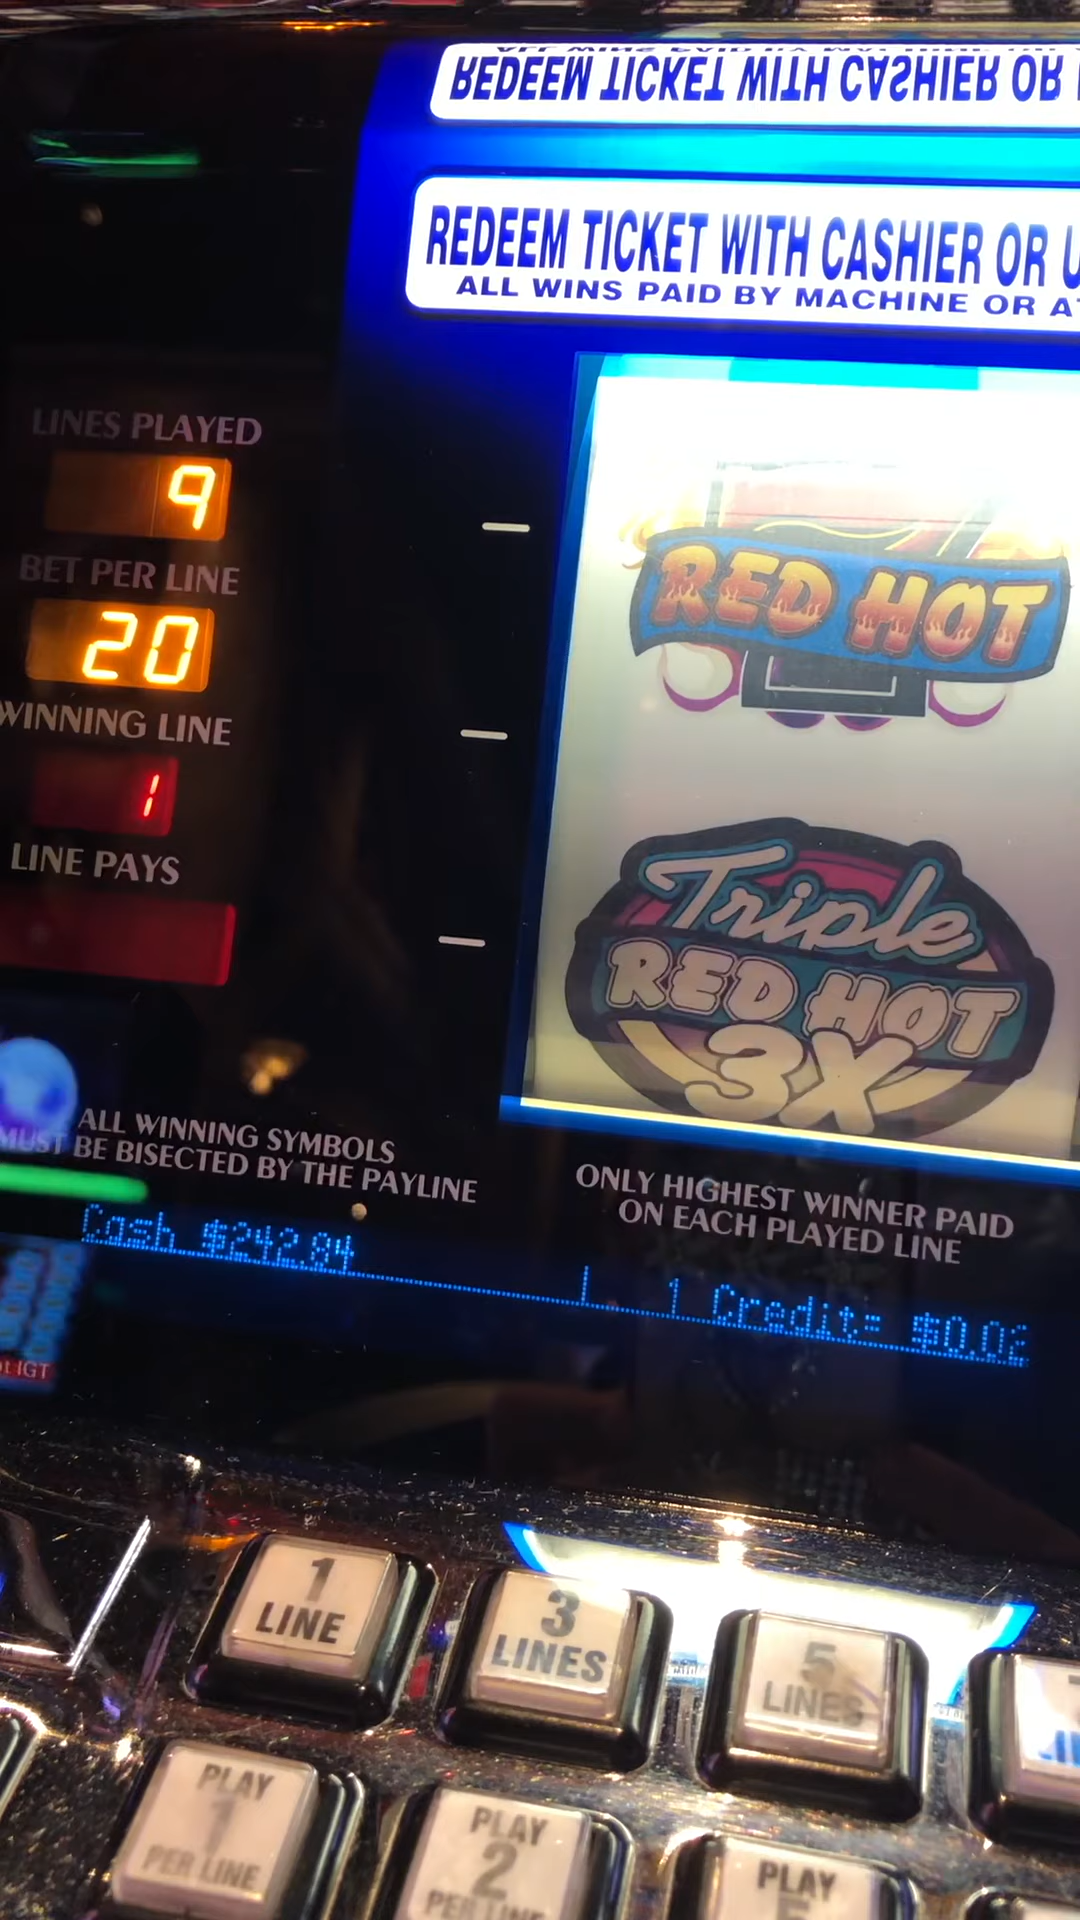 REDEEM TICKET WITH CASHIER OR
REDEEM TICKET WITH CASHIER OR U
ALL WINS PAID BY MACHINE OR AT
LINES PLAYED
9
BET PER LINE
20
WINNING LINE
1
LINE PAYS
RED HOT
Triple
RED HOT
3X
ALL WINNING SYMBOLS
MUST BE BISECTED BY THE PAYLINE
ONLY HIGHEST WINNER PAID
ON EACH PLAYED LINE
Cash $242.84
1 Credit= $0.02
IGT
1
LINE
3
LINES
5
LINES
PLAY
1
PER LINE
PLAY
2
PER LINE
PLAY